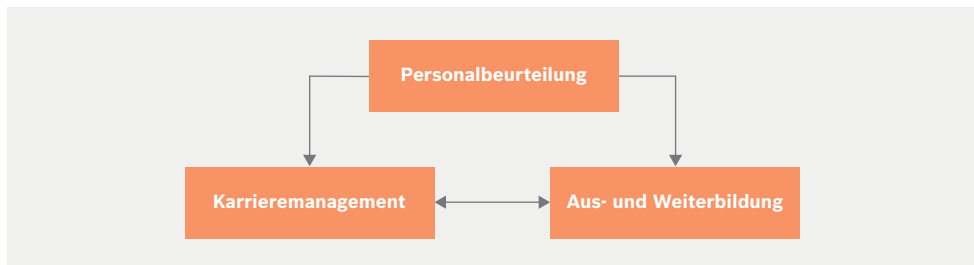 Personalbeurteilung
Karrieremanagement
Aus- und Weiterbildung